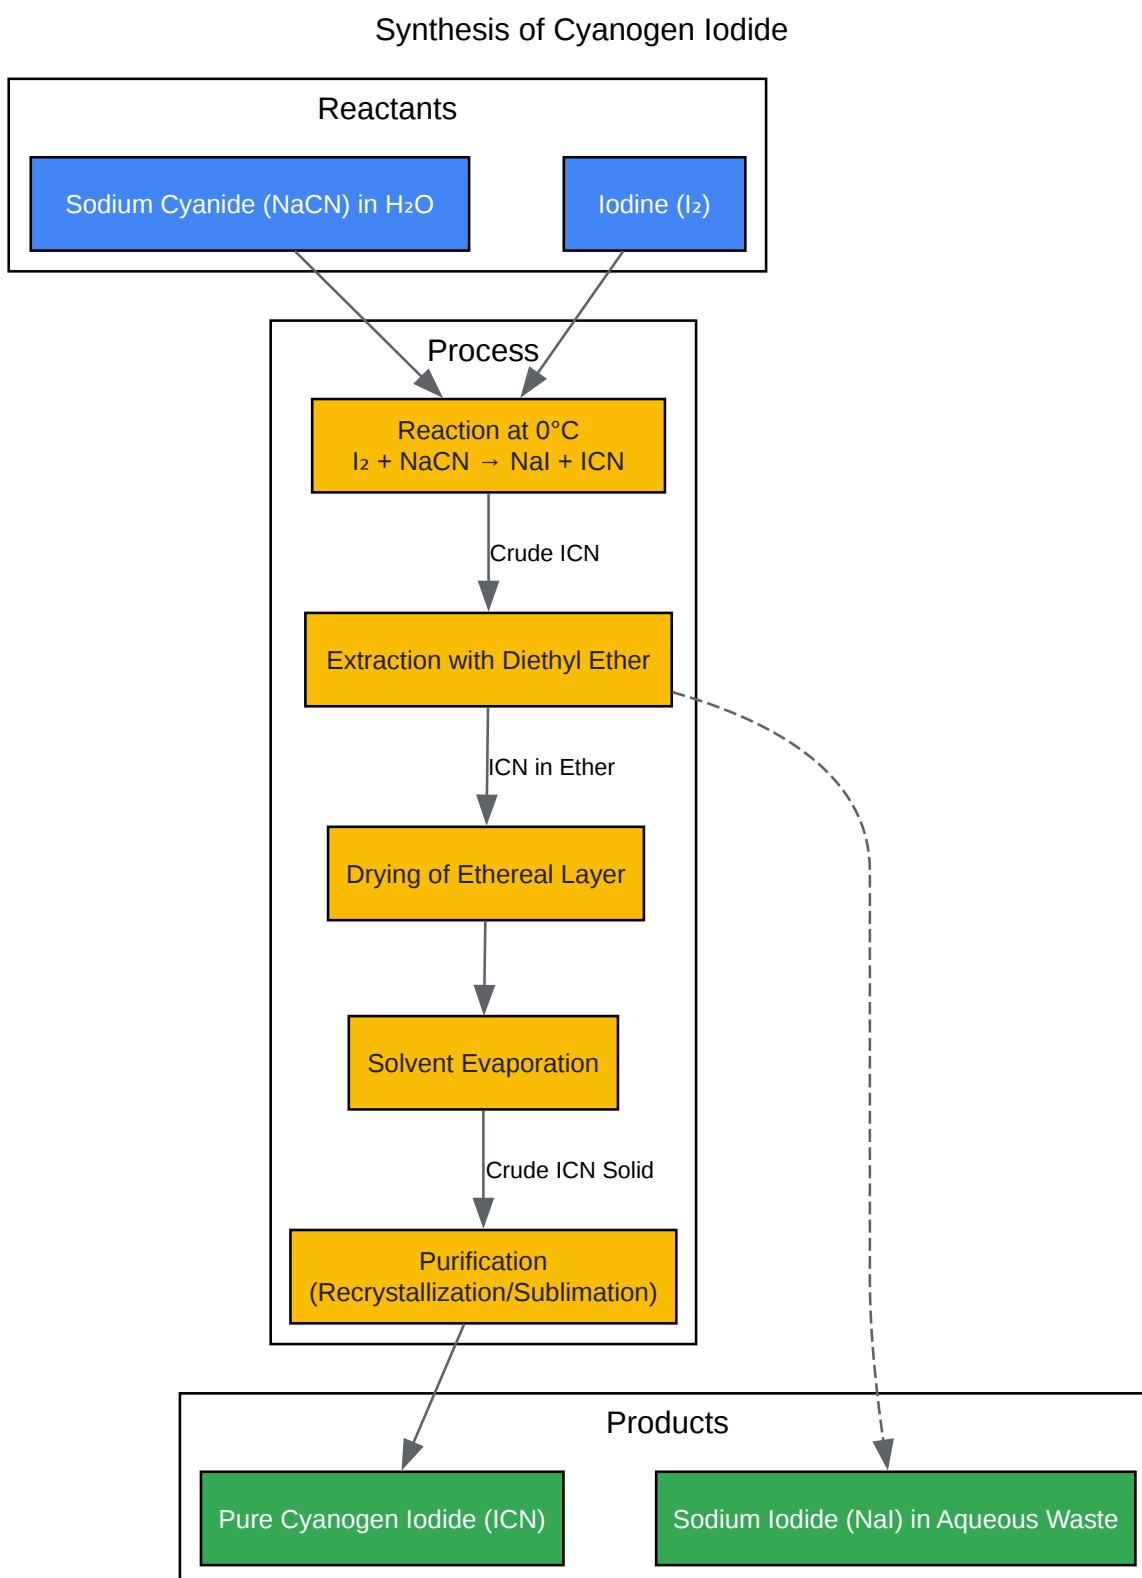 Synthesis of Cyanogen Iodide
Reactants
Sodium Cyanide (NaCN) in H₂O
Iodine (I₂)
Process
Reaction at 0°C
I₂ + NaCN → NaI + ICN
Crude ICN
Extraction with Diethyl Ether
ICN in Ether
Drying of Ethereal Layer
Solvent Evaporation
Crude ICN Solid
Purification
(Recrystallization/Sublimation)
Products
Pure Cyanogen Iodide (ICN)
Sodium Iodide (NaI) in Aqueous Waste